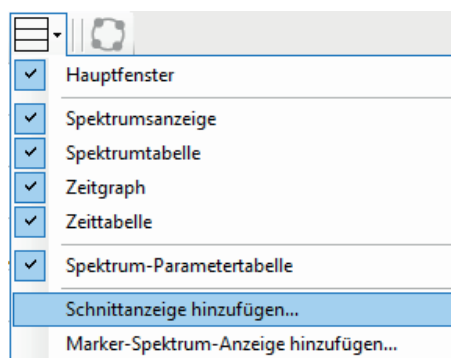 Hauptfenster
Spektrumsanzeige
Spektrumtabelle
Zeitgraph
Zeittabelle
Spektrum-Parametertabelle
Schnittanzeige hinzufügen...
Marker-Spektrum-Anzeige hinzufügen...